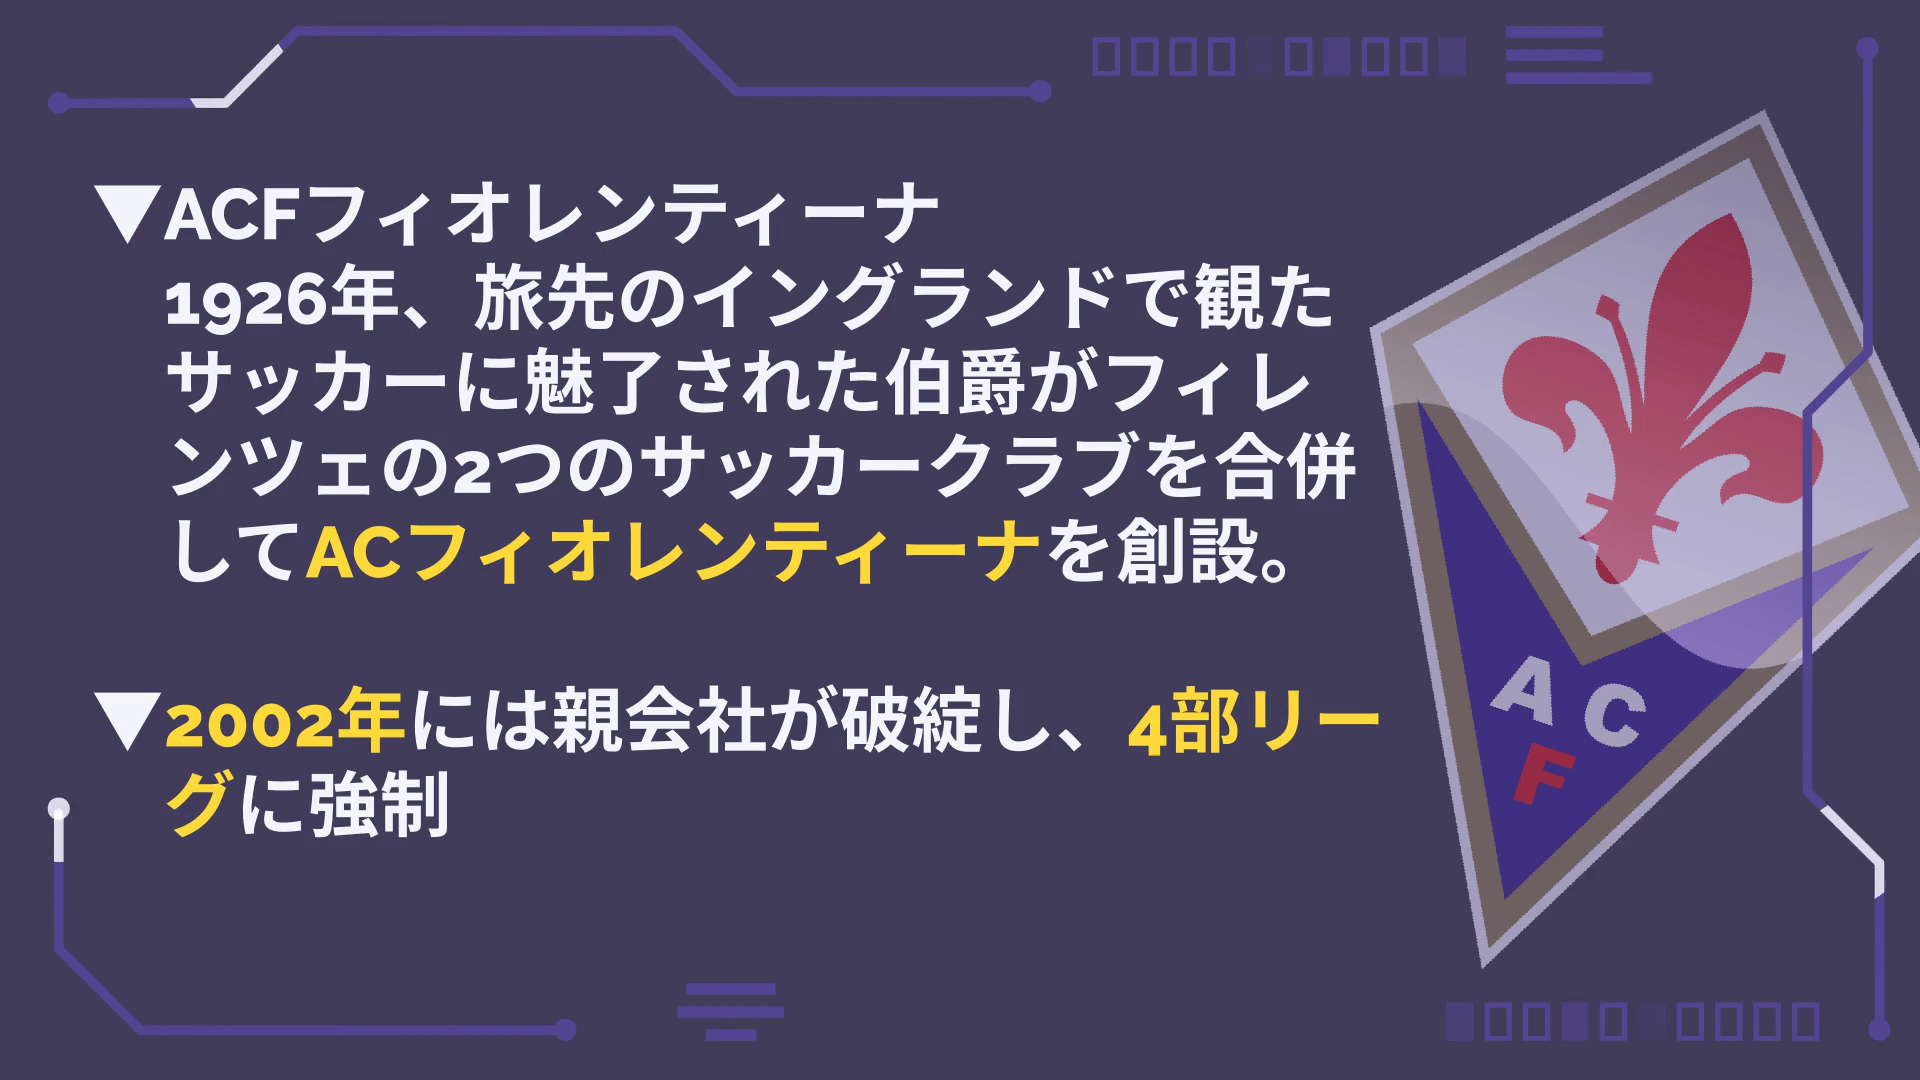 ▼ACFフィオレンティーナ
1926年、旅先のイングランドで観た
サッカーに魅了された伯爵がフィレ
ンツェの2つのサッカークラブを合併
してACフィオレンティーナを創設。
▼2002年には親会社が破綻し、4部リー
グに強制
A C
F